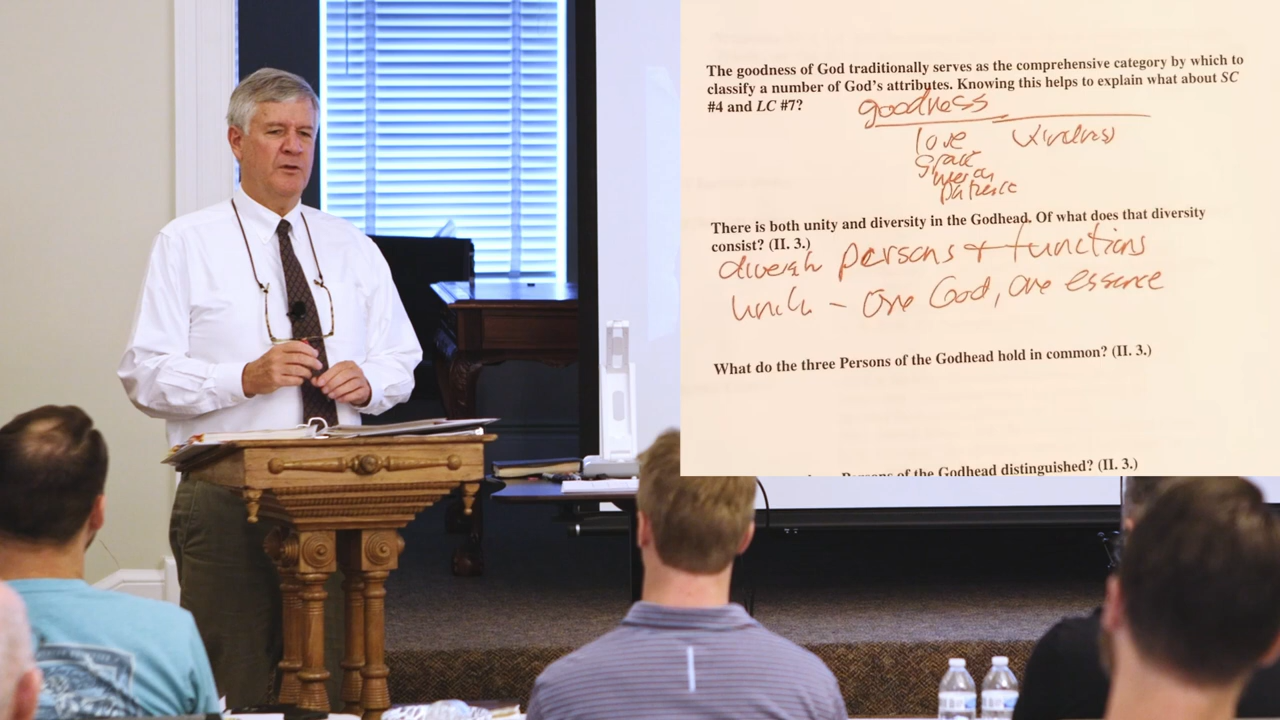 The goodness of God traditionally serves as the comprehensive category by which to
classify a number of God's attributes. Knowing this helps to explain what about SC
#4 and LC #7?
goodness
love kindness
grace
mercy
patience
There is both unity and diversity in the Godhead. Of what does that diversity
consist? (II. 3.)
persons + functions
- One God, one essence
What do the three Persons of the Godhead hold in common? (II. 3.)
Persons of the Godhead distinguished? (II. 3.)